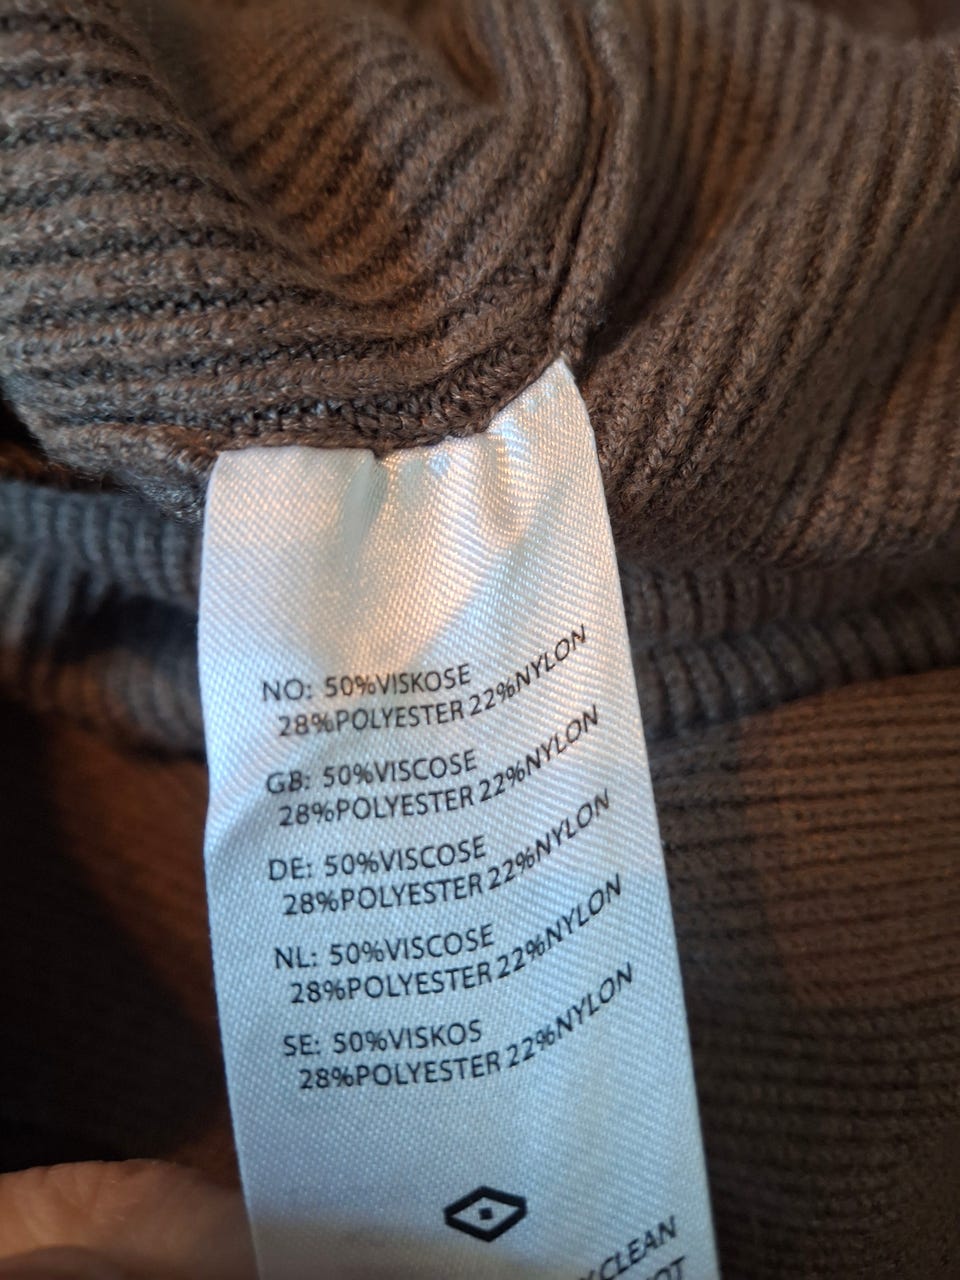 NO: 50%VISKOSE
28%POLYESTER 22%NYLON
GB: 50%VISCOSE
28%POLYESTER 22%NYLON
DE: 50%VISCOSE
28%POLYESTER 22%NYLON
NL: 50%VISCOSE
28%POLYESTER 22%NYLON
SE: 50%VISKOS
28%POLYESTER 22%NYLON
CLEAN